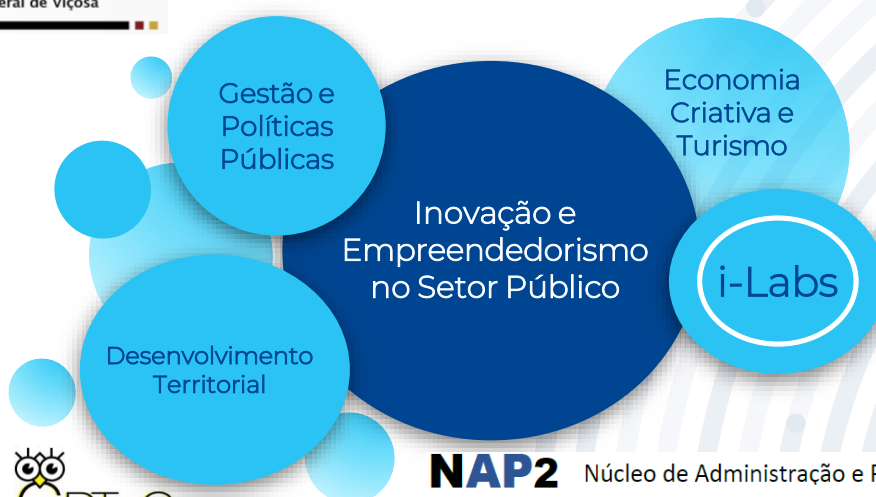 de Viçosa
Gestão e
Políticas
Públicas
Economia
Criativa e
Turismo
Inovação e
Empreendedorismo
no Setor Público
i-Labs
Desenvolvimento
Territorial
NAP2 Núcleo de Administração e